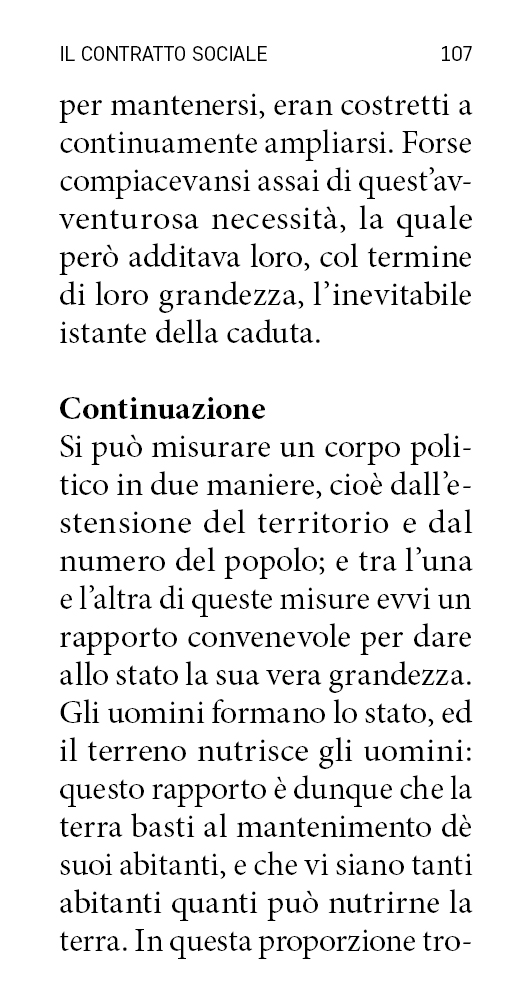 IL CONTRATTO SOCIALE 107
per mantenersi, eran costretti a
continuamente ampliarsi. Forse
compiacevansi assai di quest’av-
venturosa necessità, la quale
però additava loro, col termine
di loro grandezza, l’inevitabile
istante della caduta.
Continuazione
Si può misurare un corpo poli-
tico in due maniere, cioè dall’e-
stensione del territorio e dal
numero del popolo; e tra l’una
e l’altra di queste misure evvi un
rapporto convenevole per dare
allo stato la sua vera grandezza.
Gli uomini formano lo stato, ed
il terreno nutrisce gli uomini:
questo rapporto è dunque che la
terra basti al mantenimento dè
suoi abitanti, e che vi siano tanti
abitanti quanti può nutrirne la
terra. In questa proporzione tro-